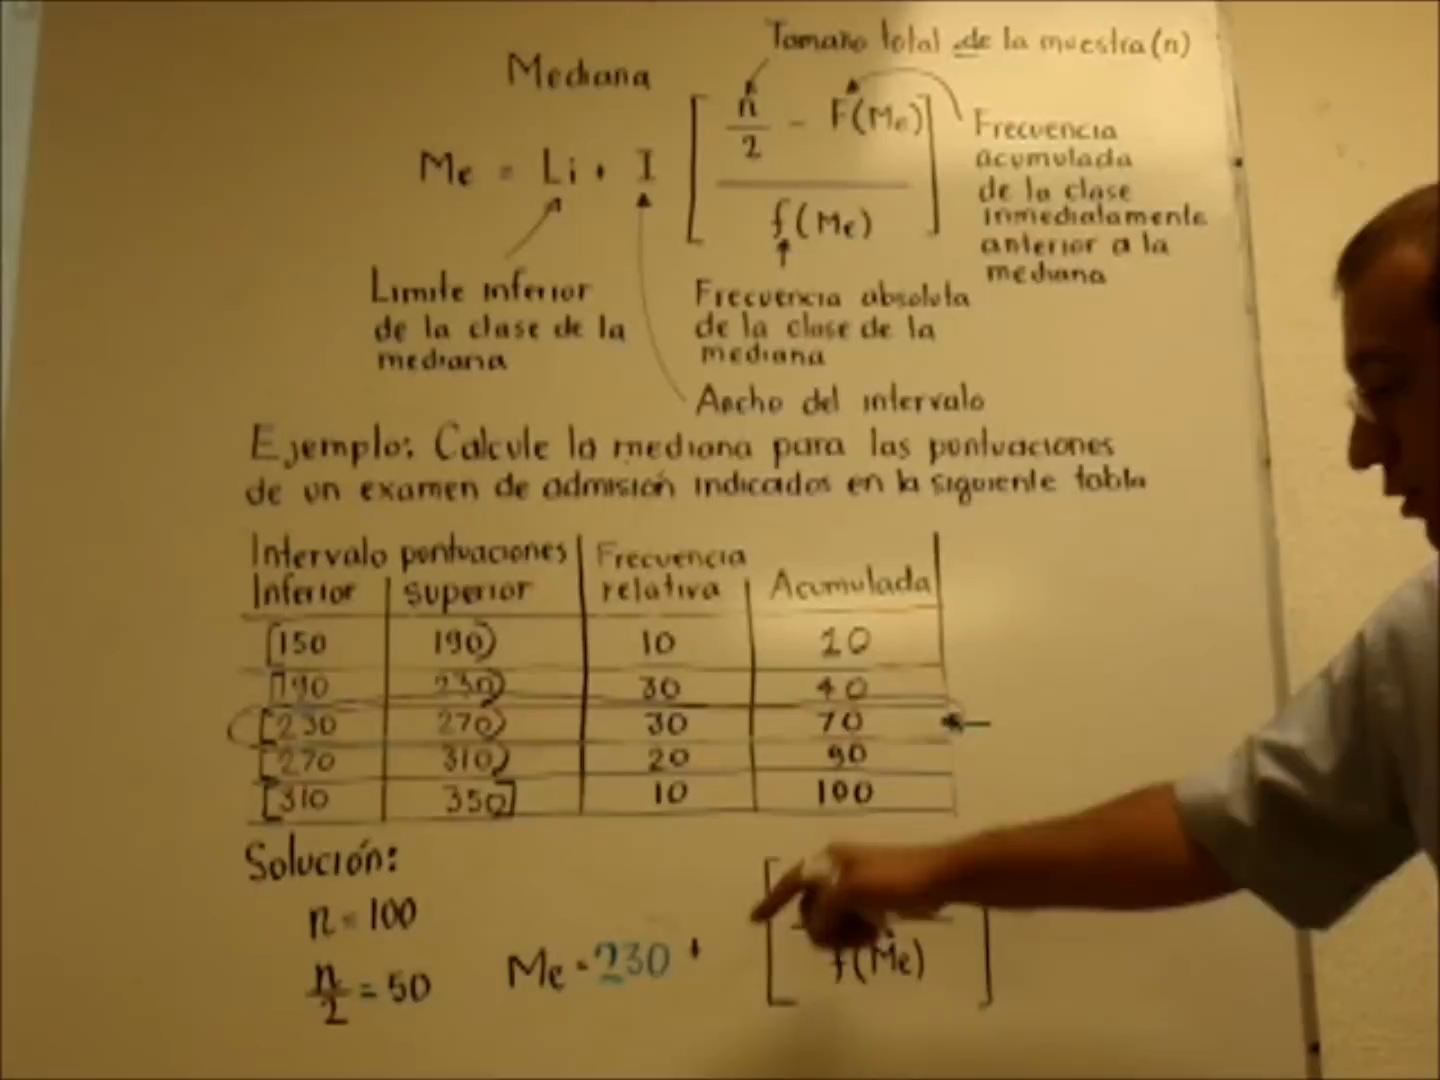 Tamaño total de la muestra (n)
Mediana
Me = Li + I [ n/2 - F(Me) / f(Me) ]
Frecuencia
acumulada
de la clase
inmediatamente
anterior a la
mediana
Limite inferior
de la clase de la
mediana
Frecuencia absoluta
de la clase de la
mediana
Ancho del intervalo
Ejemplo: Calcule la mediana para las puntuaciones
de un examen de admisión indicados en la siguiente tabla
Intervalo puntuaciones Frecuencia
Inferior superior relativa Acumulada
[150 190) 10 10
[190 230) 30 40
[230 270) 30 70
[270 310) 20 90
[310 350] 10 100
Solución:
n = 100
n/2 = 50
Me = 230 + [
f(Me) ]